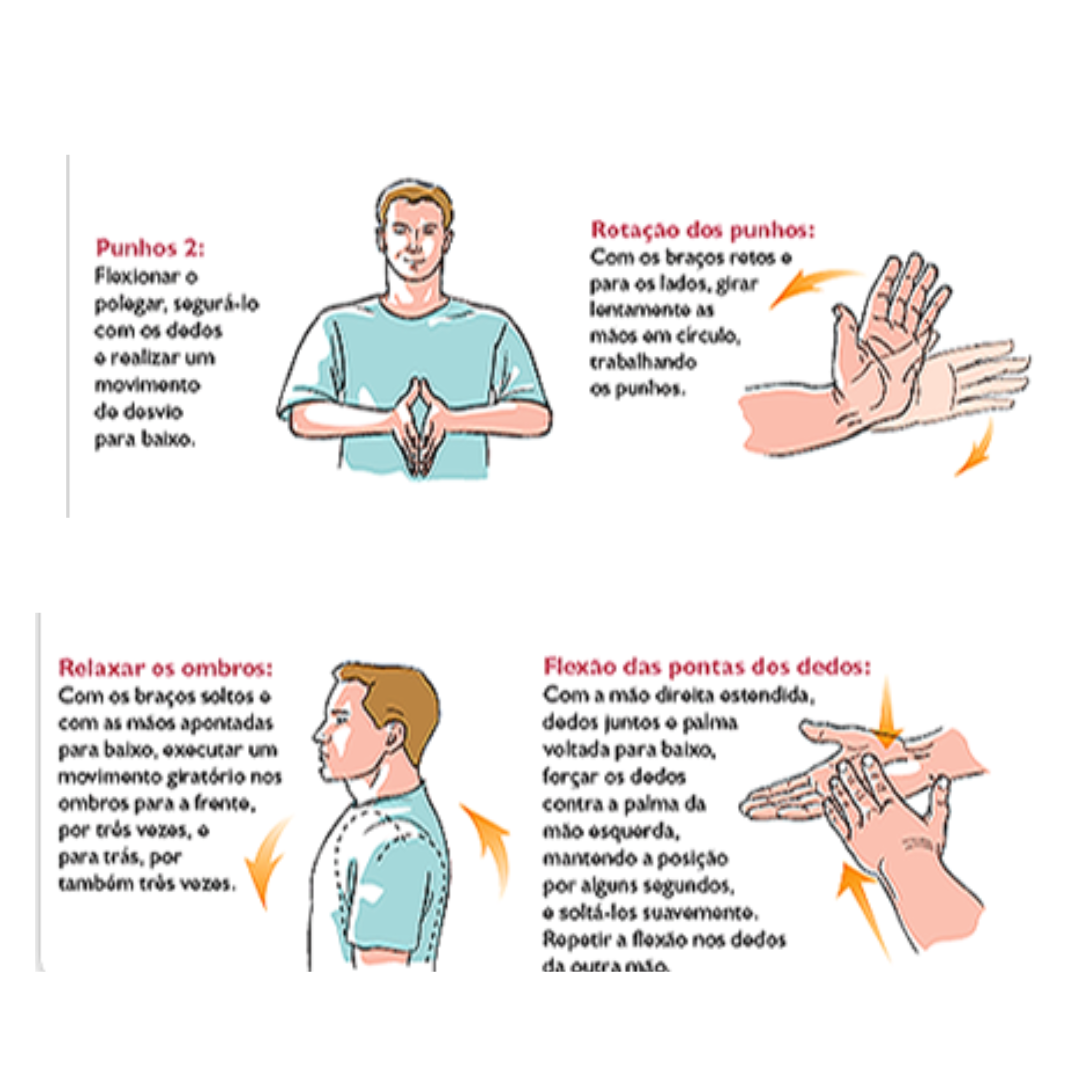 Punhos 2:
Flexionar o
polegar, segurá-lo
com os dedos
e realizar um
movimento
de desvio
para baixo.
Rotação dos punhos:
Com os braços retos e
para os lados, girar
lentamente as
mãos em círculo,
trabalhando
os punhos.
Relaxar os ombros:
Com os braços soltos e
com as mãos apontadas
para baixo, executar um
movimento giratório nos
ombros para a frente,
por três vezes, e
para trás, por
também três vezes.
Flexão das pontas dos dedos:
Com a mão direita estendida,
dedos juntos e palma
voltada para baixo,
forçar os dedos
contra a palma da
mão esquerda,
mantendo a posição
por alguns segundos,
e soltá-los suavemente.
Repetir a flexão nos dedos
da outra mão.